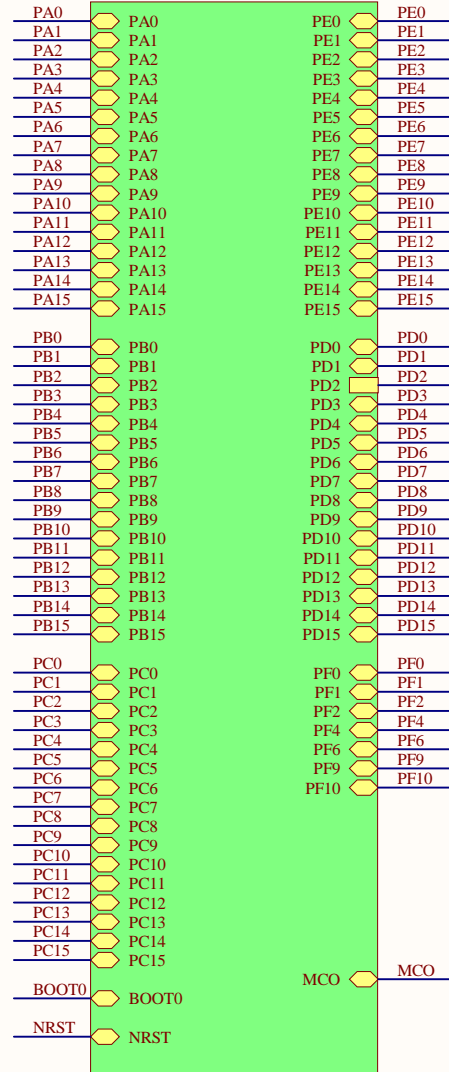 PA0 PA0 PE0 PE0
PA1 PA1 PE1 PE1
PA2 PA2 PE2 PE2
PA3 PA3 PE3 PE3
PA4 PA4 PE4 PE4
PA5 PA5 PE5 PE5
PA6 PA6 PE6 PE6
PA7 PA7 PE7 PE7
PA8 PA8 PE8 PE8
PA9 PA9 PE9 PE9
PA10 PA10 PE10 PE10
PA11 PA11 PE11 PE11
PA12 PA12 PE12 PE12
PA13 PA13 PE13 PE13
PA14 PA14 PE14 PE14
PA15 PA15 PE15 PE15
PB0 PB0 PD0 PD0
PB1 PB1 PD1 PD1
PB2 PB2 PD2 PD2
PB3 PB3 PD3 PD3
PB4 PB4 PD4 PD4
PB5 PB5 PD5 PD5
PB6 PB6 PD6 PD6
PB7 PB7 PD7 PD7
PB8 PB8 PD8 PD8
PB9 PB9 PD9 PD9
PB10 PB10 PD10 PD10
PB11 PB11 PD11 PD11
PB12 PB12 PD12 PD12
PB13 PB13 PD13 PD13
PB14 PB14 PD14 PD14
PB15 PB15 PD15 PD15
PC0 PC0 PF0 PF0
PC1 PC1 PF1 PF1
PC2 PC2 PF2 PF2
PC3 PC3 PF4 PF4
PC4 PC4 PF6 PF6
PC5 PC5 PF9 PF9
PC6 PC6 PF10 PF10
PC7 PC7
PC8 PC8
PC9 PC9
PC10 PC10
PC11 PC11
PC12 PC12
PC13 PC13
PC14 PC14
PC15 PC15
MCO MCO
BOOT0 BOOT0
NRST NRST